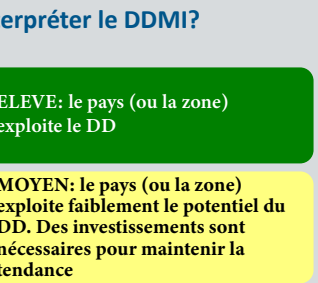 erpréter le DDMI?
ELEVE: le pays (ou la zone)
exploite le DD
MOYEN: le pays (ou la zone)
exploite faiblement le potentiel du
DD. Des investissements sont
nécessaires pour maintenir la
tendance